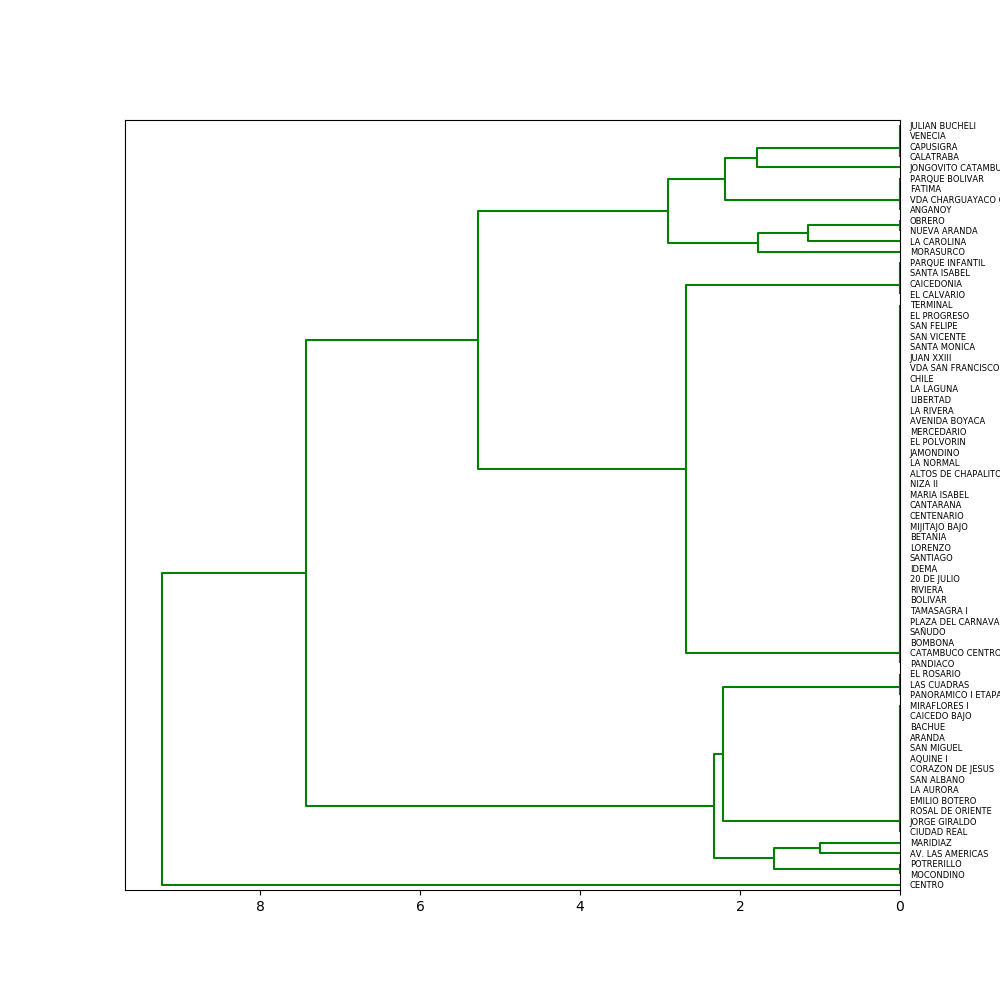 JULIAN BUCHELI
VENECIA
CAPUSIGRA
CALATRABA
JONGOVITO CATAMBU
PARQUE BOLIVAR
FATIMA
VDA CHARGUAYACO
ANGANOY
OBRERO
NUEVA ARANDA
LA CAROLINA
MORASURCO
PARQUE INFANTIL
SANTA ISABEL
CAICEDONIA
EL CALVARIO
TERMINAL
EL PROGRESO
SAN FELIPE
SAN VICENTE
SANTA MONICA
JUAN XXIII
VDA SAN FRANCISCO
CHILE
LA LAGUNA
LIBERTAD
LA RIVERA
AVENIDA BOYACA
MERCEDARIO
EL POLVORIN
JAMONDINO
LA NORMAL
ALTOS DE CHAPALITO
NIZA II
MARIA ISABEL
CANTARANA
CENTENARIO
MIJITAJO BAJO
BETANIA
LORENZO
SANTIAGO
IDEMA
20 DE JULIO
RIVIERA
BOLIVAR
TAMASAGRA I
PLAZA DEL CARNAVA
SAÑUDO
BOMBONA
CATAMBUCO CENTRO
PANDIACO
EL ROSARIO
LAS CUADRAS
PANORAMICO I ETAPA
MIRAFLORES I
CAICEDO BAJO
BACHUE
ARANDA
SAN MIGUEL
AQUINE I
CORAZON DE JESUS
SAN ALBANO
LA AURORA
EMILIO BOTERO
ROSAL DE ORIENTE
JORGE GIRALDO
CIUDAD REAL
MARIDIAZ
AV. LAS AMERICAS
POTRERILLO
MOCONDINO
CENTRO
8 6 4 2 0